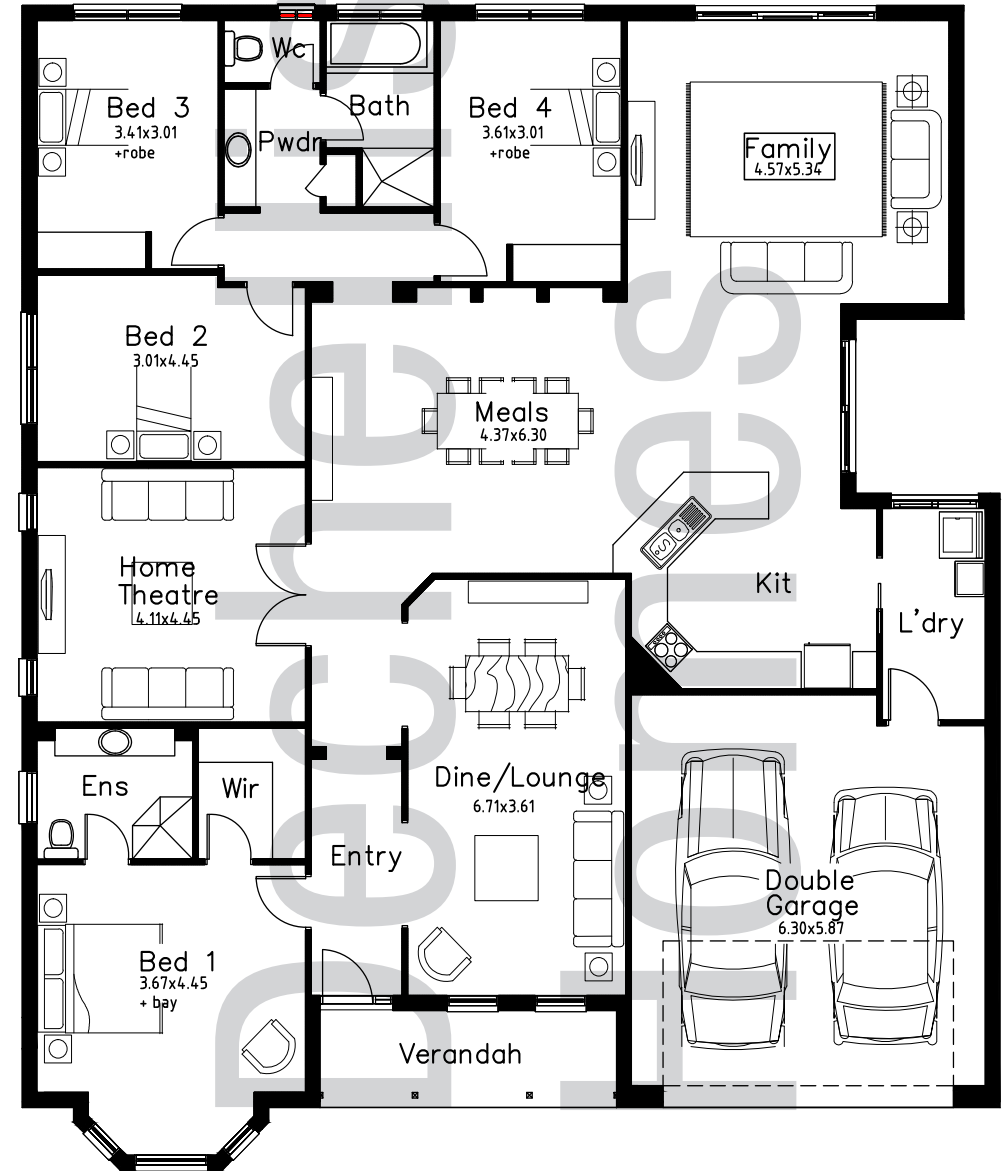 Wc
Bed 3
3.41x3.01
+robe
Bath
Pwdr
Bed 4
3.61x3.01
+robe
Family
4.57x5.34
Bed 2
3.01x4.45
Meals
4.37x6.30
Home
Theatre
4.11x4.45
Kit
L'dry
Ens
Wir
Dine/Lounge
6.71x3.61
Entry
Double
Garage
6.30x5.87
Bed 1
3.67x4.45
+ bay
Verandah
Dechellis
Homes